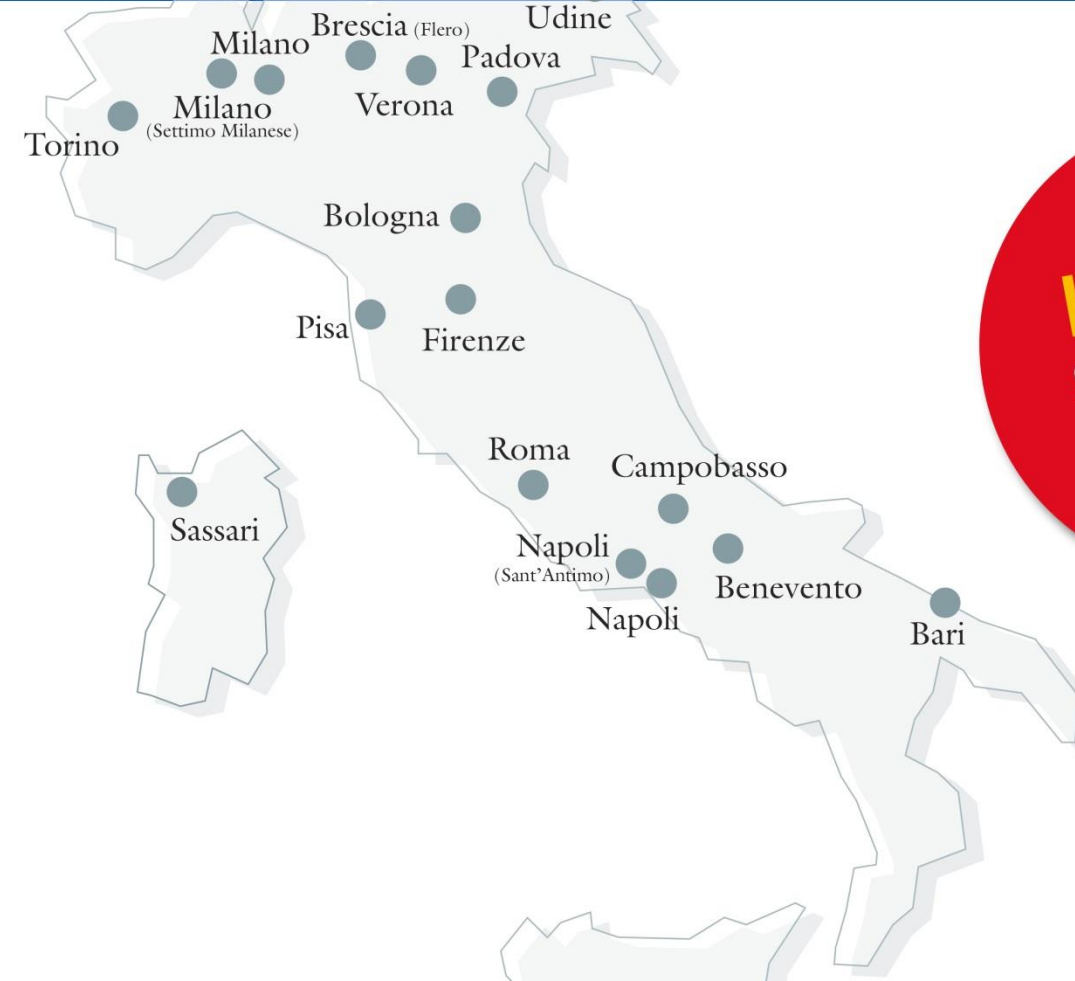 Udine
Brescia (Flero)
Milano
Padova
Milano
(Settimo Milanese)
Verona
Torino
Bologna
Pisa
Firenze
Roma
Campobasso
Sassari
Napoli
(Sant'Antimo)
Benevento
Napoli
Bari